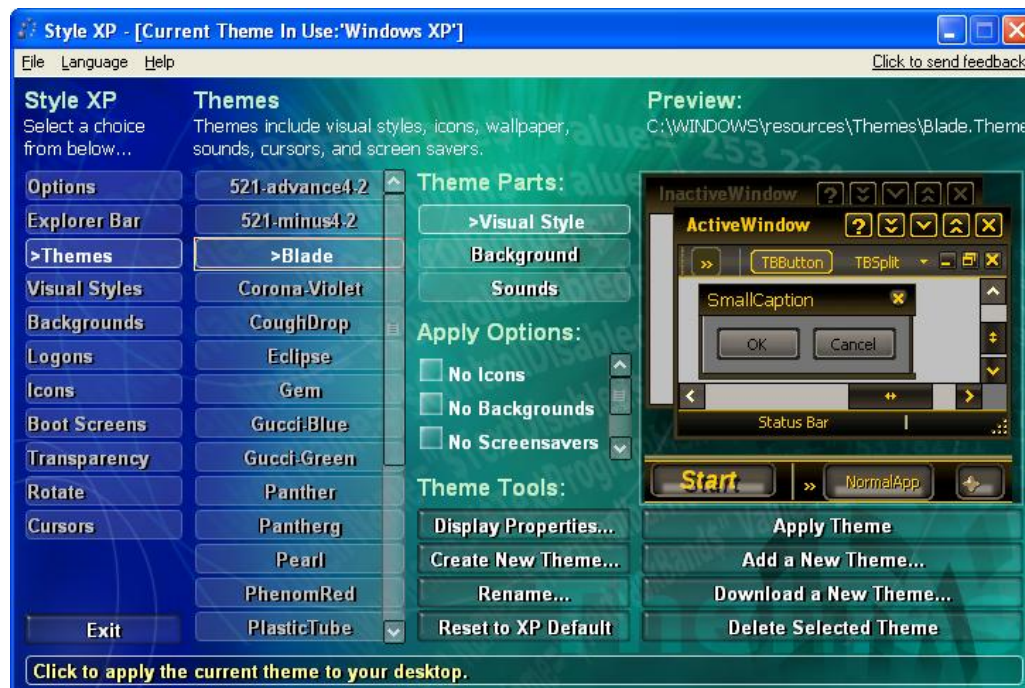 Style XP - [Current Theme In Use:'Windows XP']
File Language Help
Click to send feedback
Style XP
Select a choice
from below...
Options
Explorer Bar
>Themes
Visual Styles
Backgrounds
Logons
Icons
Boot Screens
Transparency
Rotate
Cursors
Exit
Themes
Themes include visual styles, icons, wallpaper,
sounds, cursors, and screen savers.
521-advance4.2
521-minus4-2
>Blade
Corona-Violet
CoughDrop
Eclipse
Gem
Gucci-Blue
Gucci-Green
Panther
Pantherg
Pearl
PhenomRed
PlasticTube
Theme Parts:
>Visual Style
Background
Sounds
Apply Options:
No Icons
No Backgrounds
No Screensavers
Theme Tools:
Display Properties...
Create New Theme...
Rename...
Reset to XP Default
Preview:
C:\WINDOWS\resources\Themes\Blade.Theme
InactiveWindow
ActiveWindow
» TBButton TBSplit
SmallCaption
OK Cancel
Status Bar
Start » NormalApp
Apply Theme
Add a New Theme...
Download a New Theme...
Delete Selected Theme
Click to apply the current theme to your desktop.